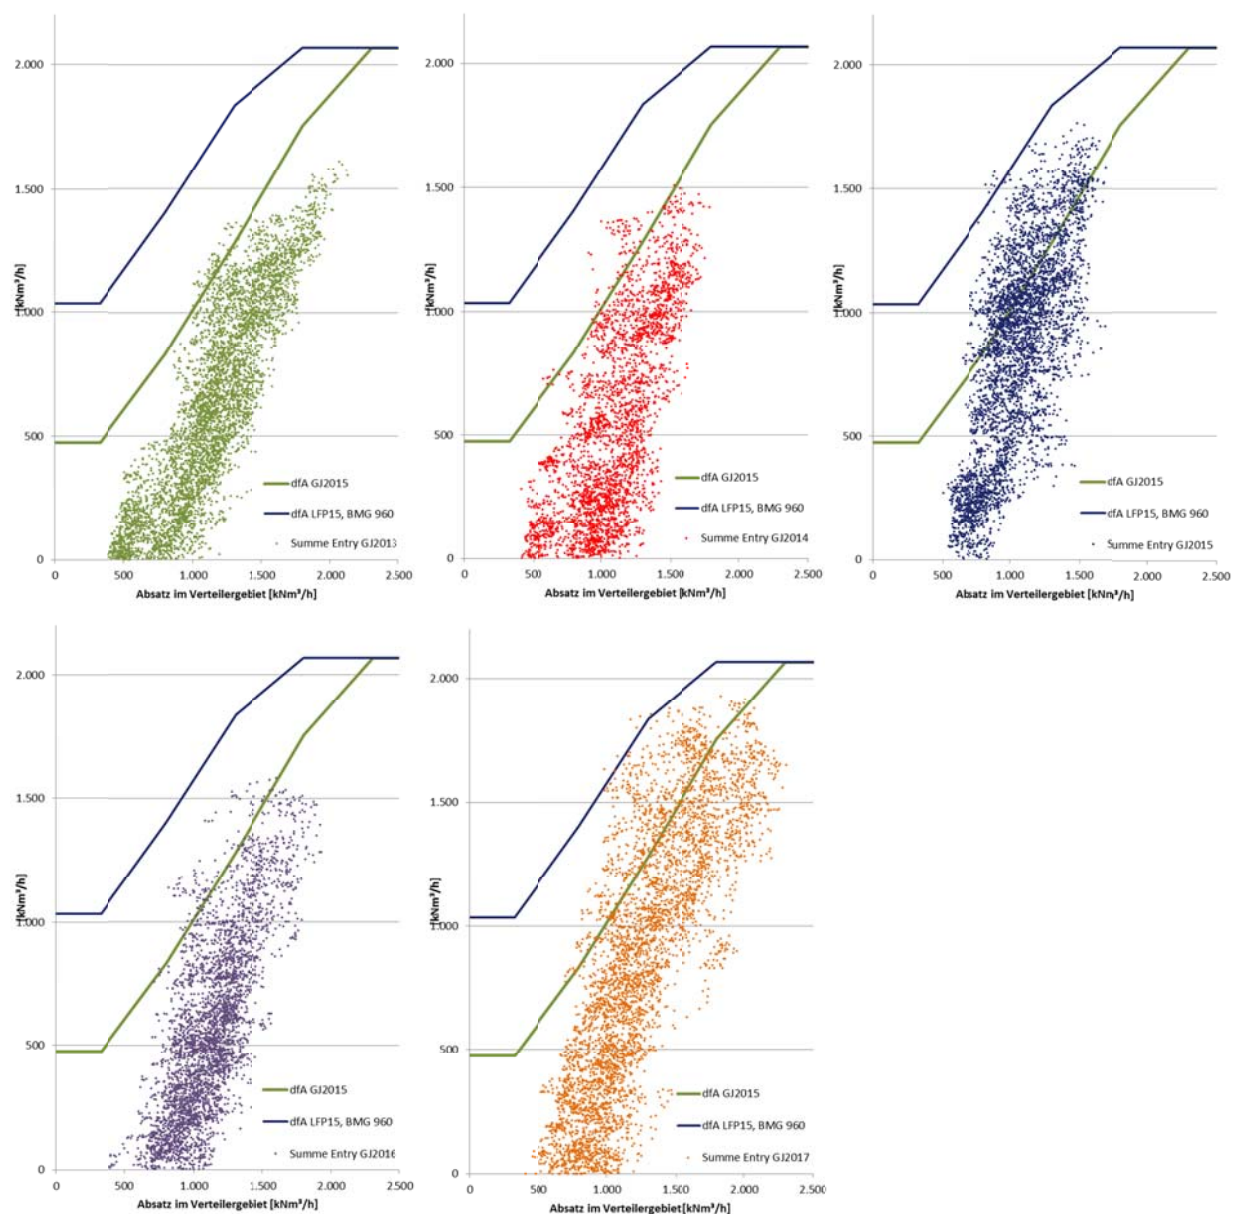 2.000
1.500
1.000
500
0
[kNm³/h]
dfA GJ2015
dfA LFP15, BMG 960
Summe Entry GJ2013
0 500 1.000 1.500 2.000 2.500
Absatz im Verteilergebiet [kNm³/h]
2.000
1.500
1.000
500
0
[kNm³/h]
dfA GJ2015
dfA LFP15, BMG 960
Summe Entry GJ2014
0 500 1.000 1.500 2.000 2.500
Absatz im Verteilergebiet [kNm³/h]
2.000
1.500
1.000
500
0
[kNm³/h]
dfA GJ2015
dfA LFP15, BMG 960
Summe Entry GJ2015
0 500 1.000 1.500 2.000 2.500
Absatz im Verteilergebiet [kNm³/h]
2.000
1.500
1.000
500
0
[kNm³/h]
dfA GJ2015
dfA LFP15, BMG 960
Summe Entry GJ2016
0 500 1.000 1.500 2.000 2.500
Absatz im Verteilergebiet [kNm³/h]
2.000
1.500
1.000
500
0
[kNm³/h]
dfA GJ2015
dfA LFP15, BMG 960
Summe Entry GJ2017
0 500 1.000 1.500 2.000 2.500
Absatz im Verteilergebiet[kNm³/h]